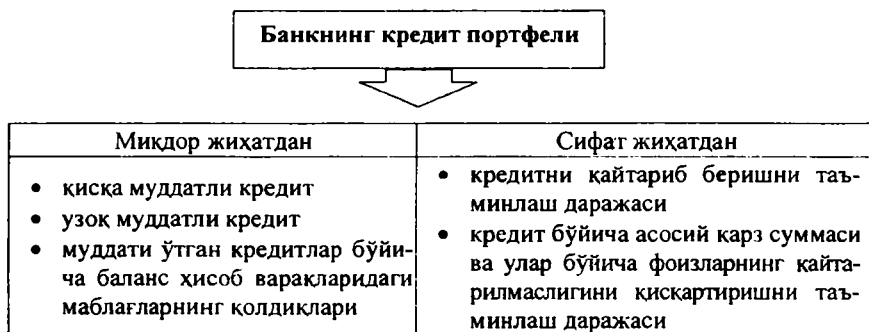 Банкнинг кредит портфели
Миқдор жиҳатдан
Сифат жиҳатдан
• қисқа муддатли кредит
• узоқ муддатли кредит
• муддати ўтган кредитлар бўйи-
ча баланс ҳисоб варақларидаги
маблағларнинг қолдиқлари
• кредитни қайтариб беришни таъ-
минлаш даражаси
• кредит бўйича асосий қарз суммаси
ва улар бўйича фоизларнинг қайта-
рилмаслигини қисқартиришни таъ-
минлаш даражаси